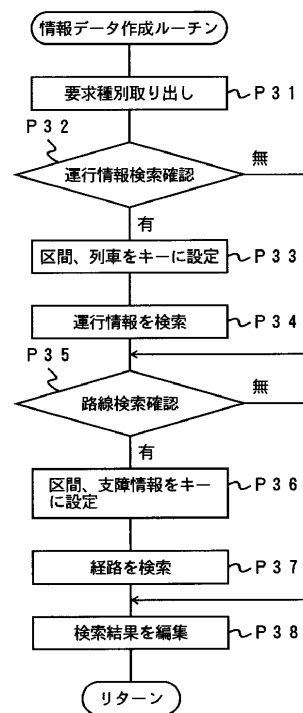 情報データ作成ルーチン
要求種別取り出し
P31
P32
運行情報検索確認
無
有
区間、列車をキーに設定
P33
運行情報を検索
P34
P35
路線検索確認
無
有
区間、支障情報をキー
に設定
P36
経路を検索
P37
検索結果を編集
P38
リターン